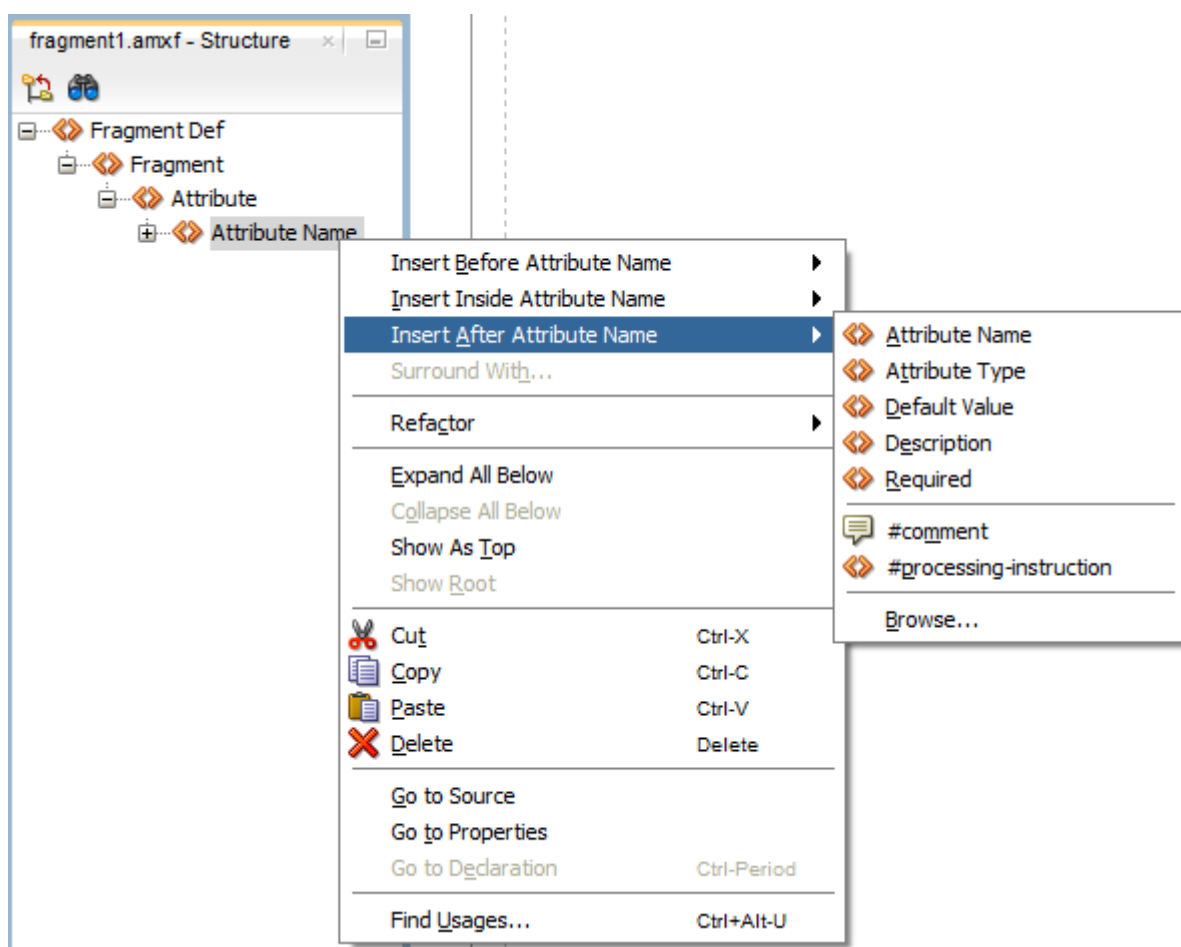 fragment1.amxf - Structure
Fragment Def
Fragment
Attribute
Attribute Name
Insert Before Attribute Name
Insert Inside Attribute Name
Insert After Attribute Name
Surround With...
Refactor
Expand All Below
Collapse All Below
Show As Top
Show Root
Cut Ctrl-X
Copy Ctrl-C
Paste Ctrl-V
Delete Delete
Go to Source
Go to Properties
Go to Declaration Ctrl-Period
Find Usages... Ctrl+Alt-U
Attribute Name
Attribute Type
Default Value
Description
Required
#comment
#processing-instruction
Browse...